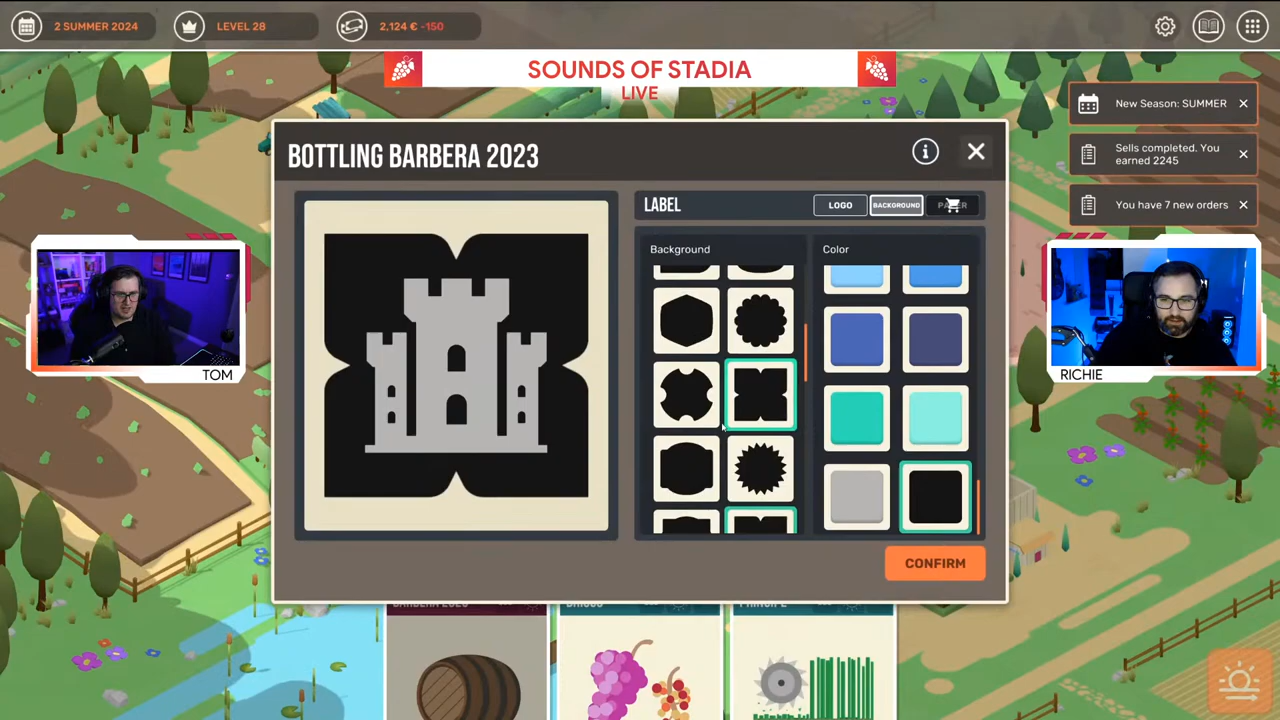 2 SUMMER 2024
LEVEL 28
2,124 € -150
SOUNDS OF STADIA
LIVE
New Season: SUMMER
Sells completed. You
earned 2245
You have 7 new orders
BOTTLING BARBERA 2023
LABEL
LOGO
BACKGROUND
Background
Color
TOM
RICHIE
CONFIRM